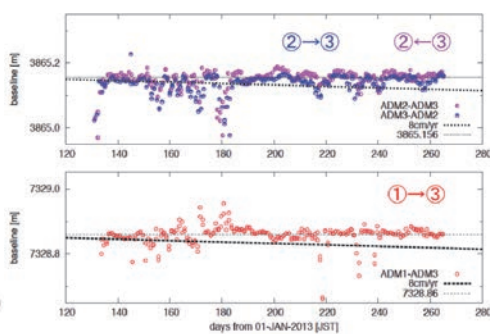 ②→③ ②←③
3865.2
baseline [m]
ADM2-ADM3
ADM3-ADM2
8cm/yr
3865.156
3865.0
120 140 160 180 200 220 240 260
7329.0
①→③
baseline [m]
7328.8
ADM1-ADM3
8cm/yr
7328.86
120 140 160 180 200 220 240 260
days from 01-JAN-2013 [JST]